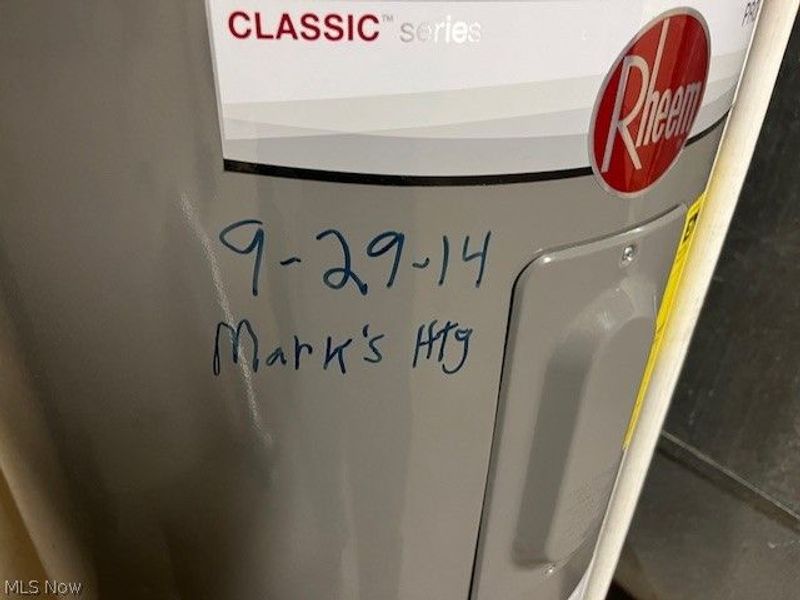 CLASSIC™ series
Rheem
9-29-14
Mark's Htg
MLS Now